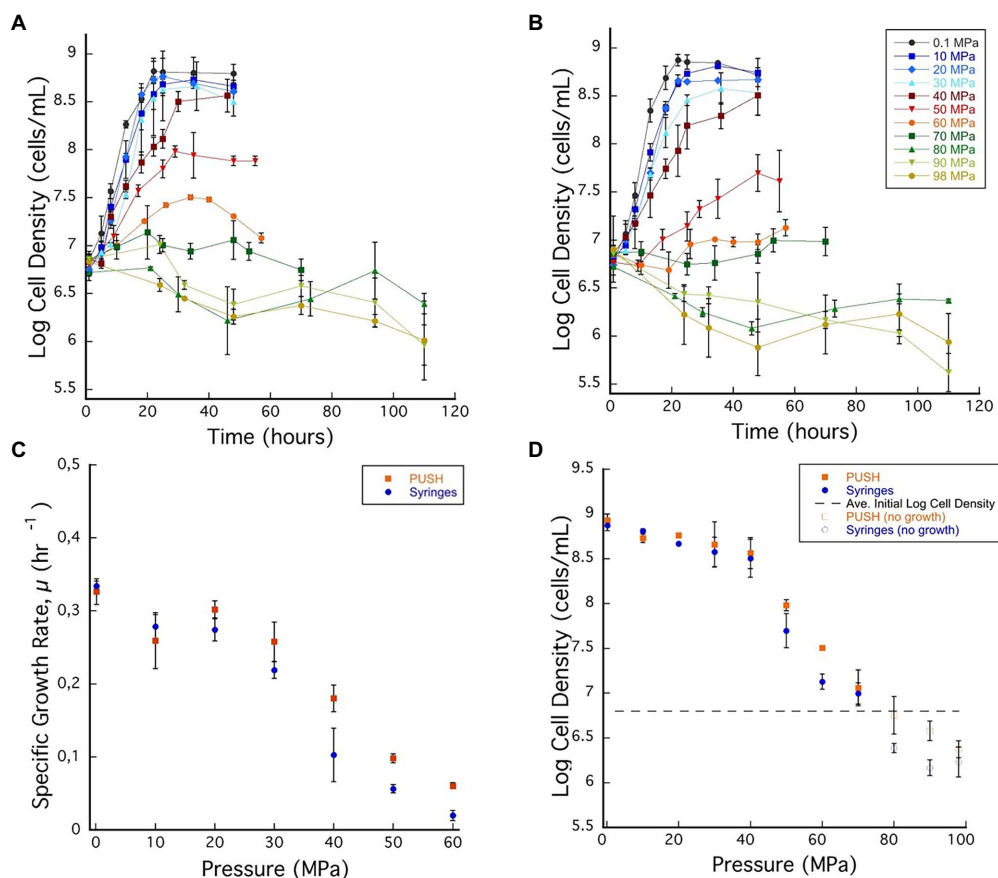 A
B
Log Cell Density (cells/mL)
9
8.5
8
7.5
7
6.5
6
5.5
0
20
40
60
80
100
120
Time (hours)
Log Cell Density (cells/mL)
9
8.5
8
7.5
7
6.5
6
5.5
0
20
40
60
80
100
120
Time (hours)
0.1 MPa
10 MPa
20 MPa
30 MPa
40 MPa
50 MPa
60 MPa
70 MPa
80 MPa
90 MPa
98 MPa
C
D
Specific Growth Rate, µ (hr -1)
0,5
0,4
0,3
0,2
0,1
0
0
10
20
30
40
50
60
Pressure (MPa)
PUSH
Syringes
Log Cell Density (cells/mL)
9.5
9
8.5
8
7.5
7
6.5
6
5.5
0
20
40
60
80
100
Pressure (MPa)
PUSH
Syringes
Ave. Initial Log Cell Density
PUSH (no growth)
Syringes (no growth)